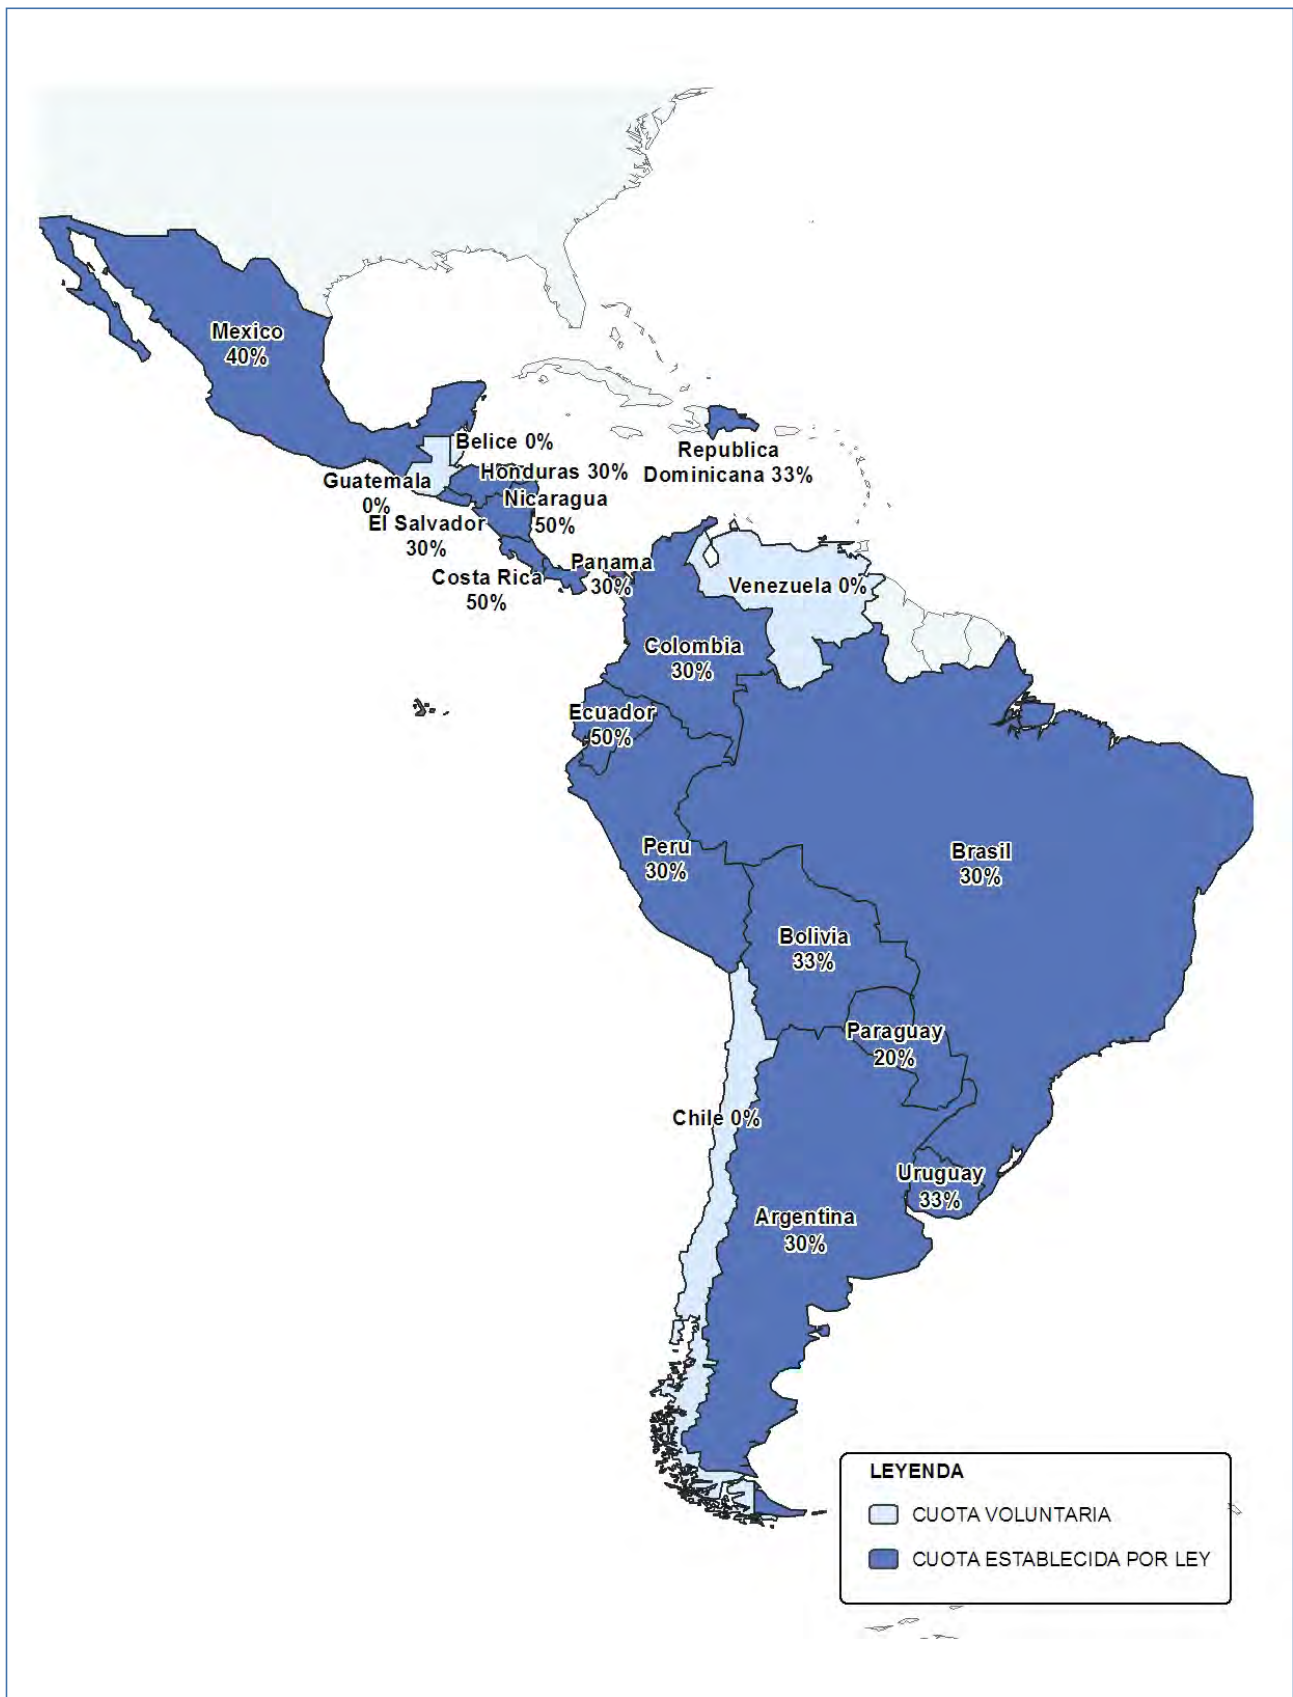 Mexico
40%
Belice 0%
Republica
Dominicana 33%
Honduras 30%
Guatemala
0%
Nicaragua
50%
El Salvador
30%
Panama
30%
Costa Rica
50%
Venezuela 0%
Colombia
30%
Ecuador
50%
Peru
30%
Brasil
30%
Bolivia
33%
Paraguay
20%
Chile 0%
Uruguay
33%
Argentina
30%
LEYENDA
CUOTA VOLUNTARIA
CUOTA ESTABLECIDA POR LEY